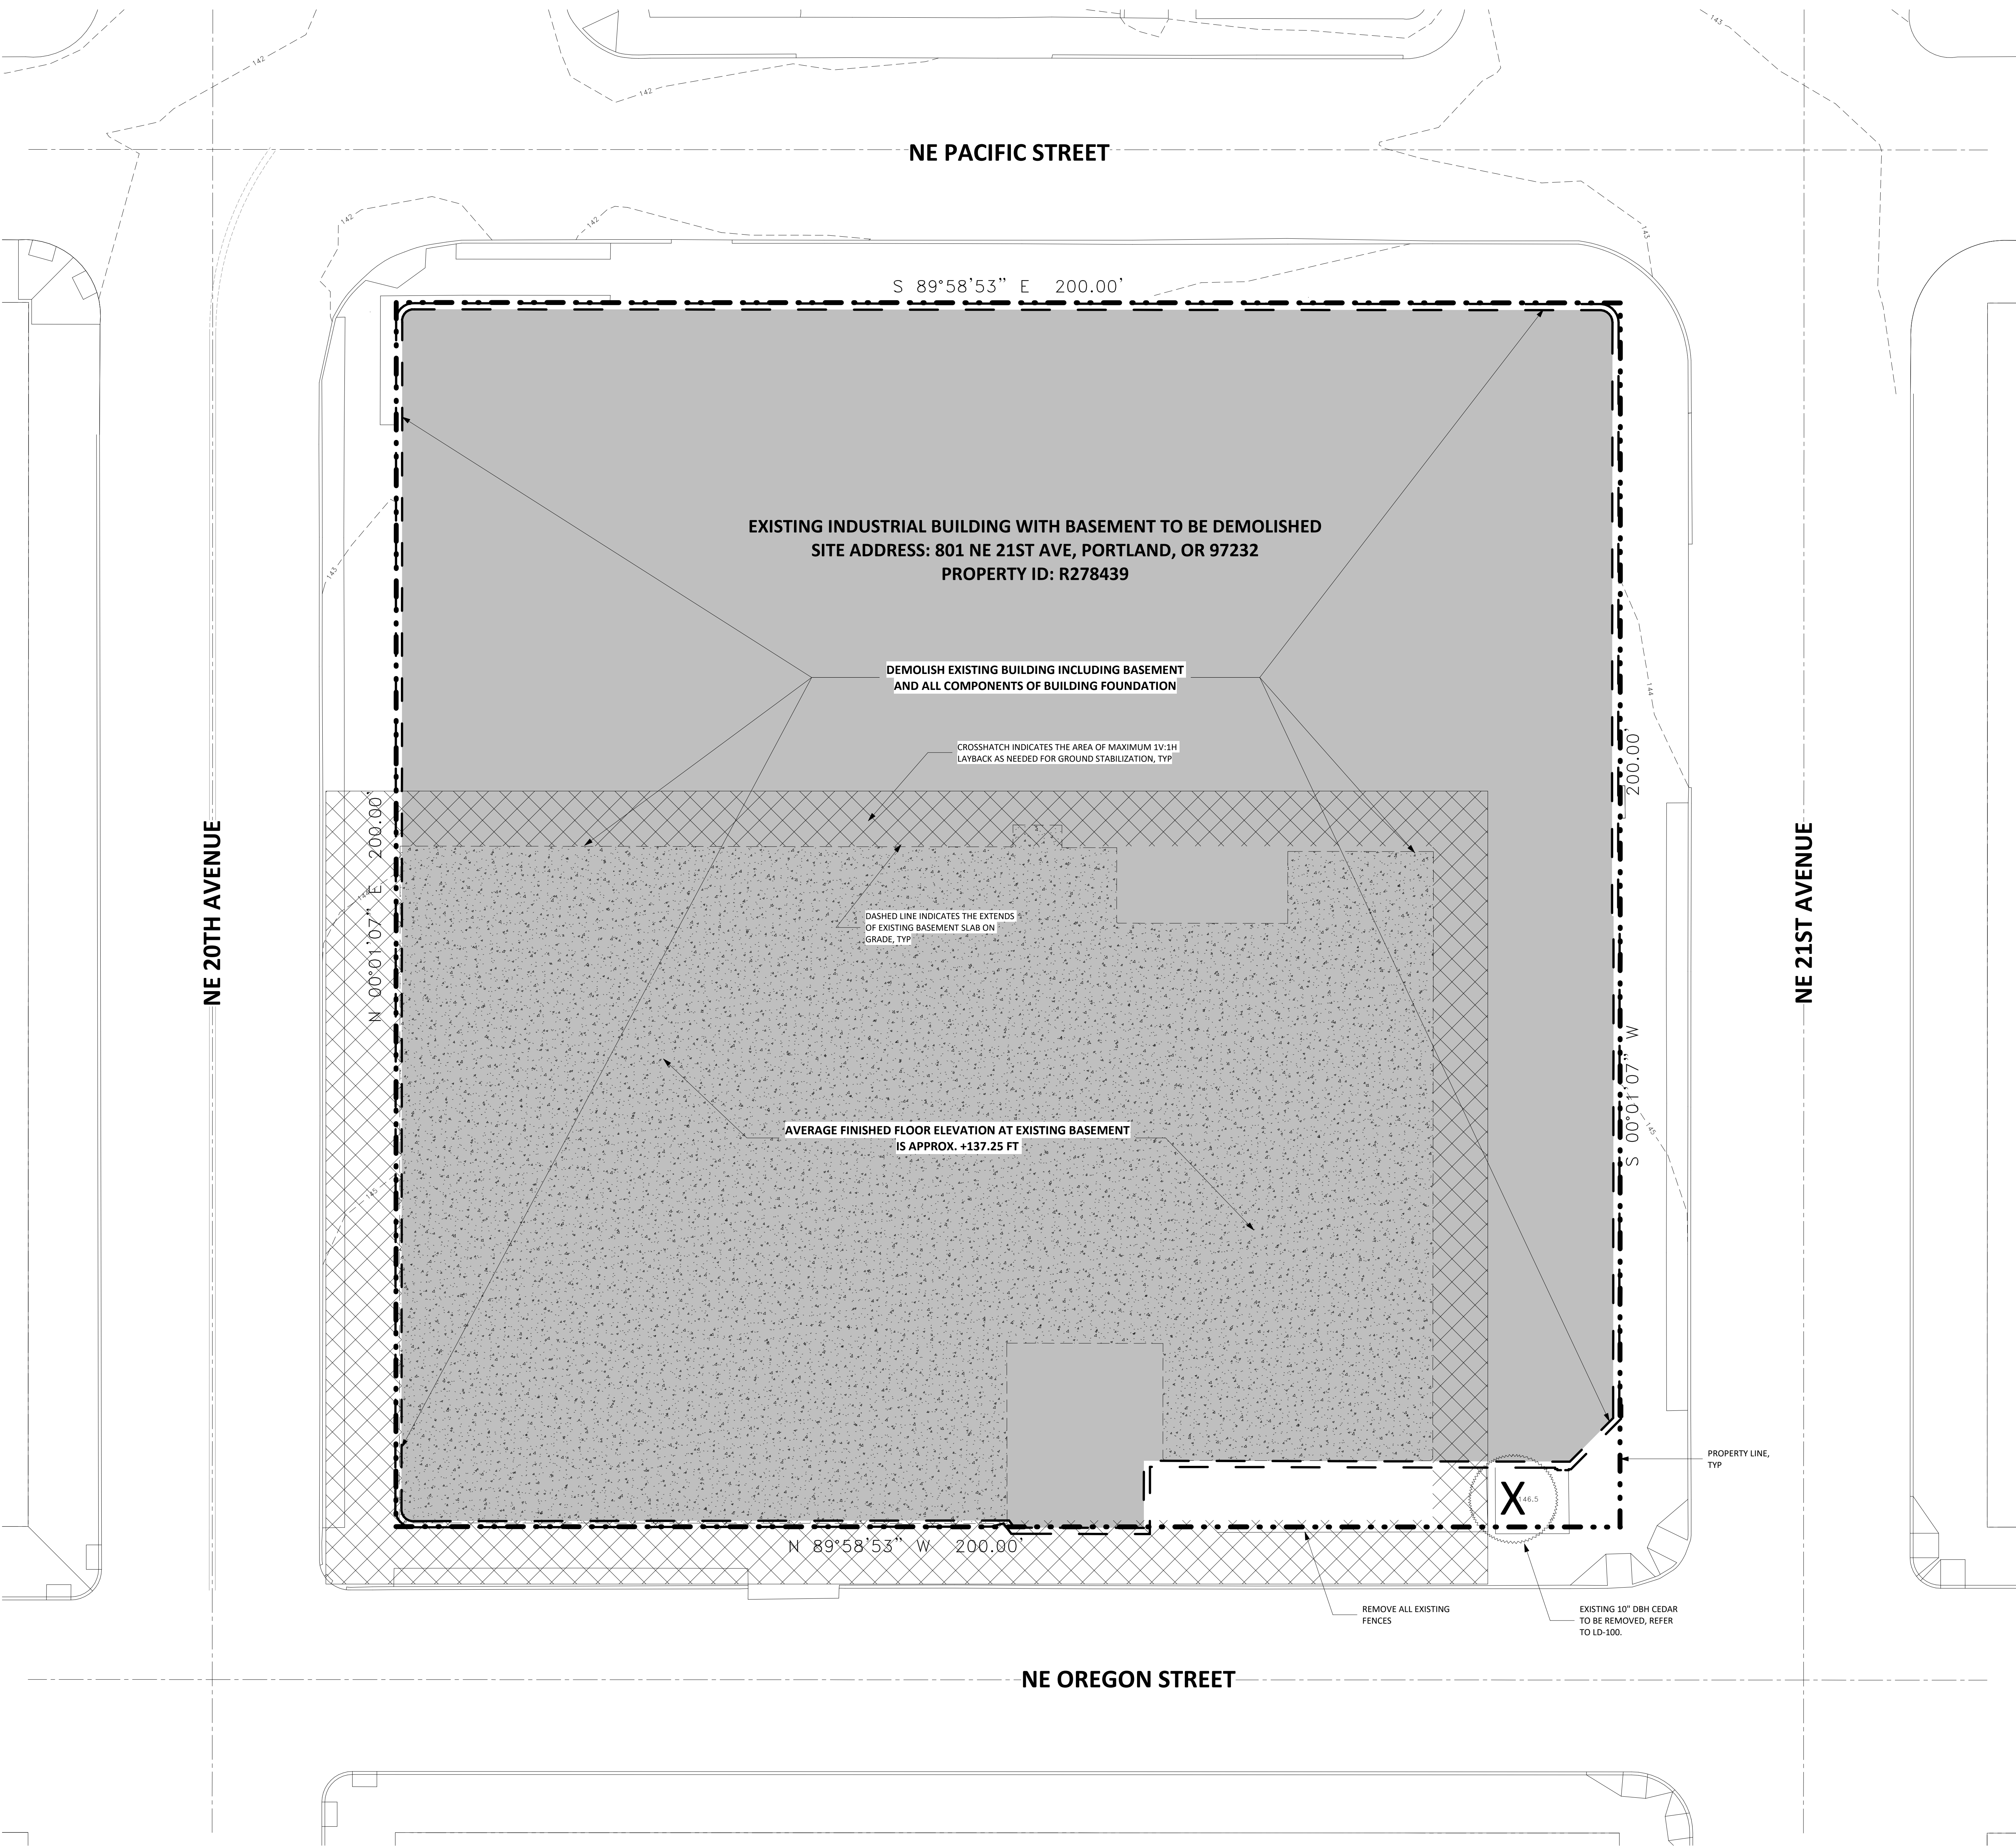 142
142
143
NE PACIFIC STREET
142
142
143
S 89°58'53" E 200.00'
EXISTING INDUSTRIAL BUILDING WITH BASEMENT TO BE DEMOLISHED
SITE ADDRESS: 801 NE 21ST AVE, PORTLAND, OR 97232
PROPERTY ID: R278439
143
DEMOLISH EXISTING BUILDING INCLUDING BASEMENT
AND ALL COMPONENTS OF BUILDING FOUNDATION
144
CROSSHATCH INDICATES THE AREA OF MAXIMUM 1V:1H
LAYBACK AS NEEDED FOR GROUND STABILIZATION, TYP
NE 20TH AVENUE
N 00°01'07" E 200.00'
DASHED LINE INDICATES THE EXTENDS
OF EXISTING BASEMENT SLAB ON
GRADE, TYP
S 00°01'07" W 200.00'
NE 21ST AVENUE
AVERAGE FINISHED FLOOR ELEVATION AT EXISTING BASEMENT
IS APPROX. +137.25 FT
145
145
PROPERTY LINE,
TYP
X
146.5
N 89°58'53" W 200.00'
REMOVE ALL EXISTING
FENCES
EXISTING 10" DBH CEDAR
TO BE REMOVED, REFER
TO LD-100.
NE OREGON STREET